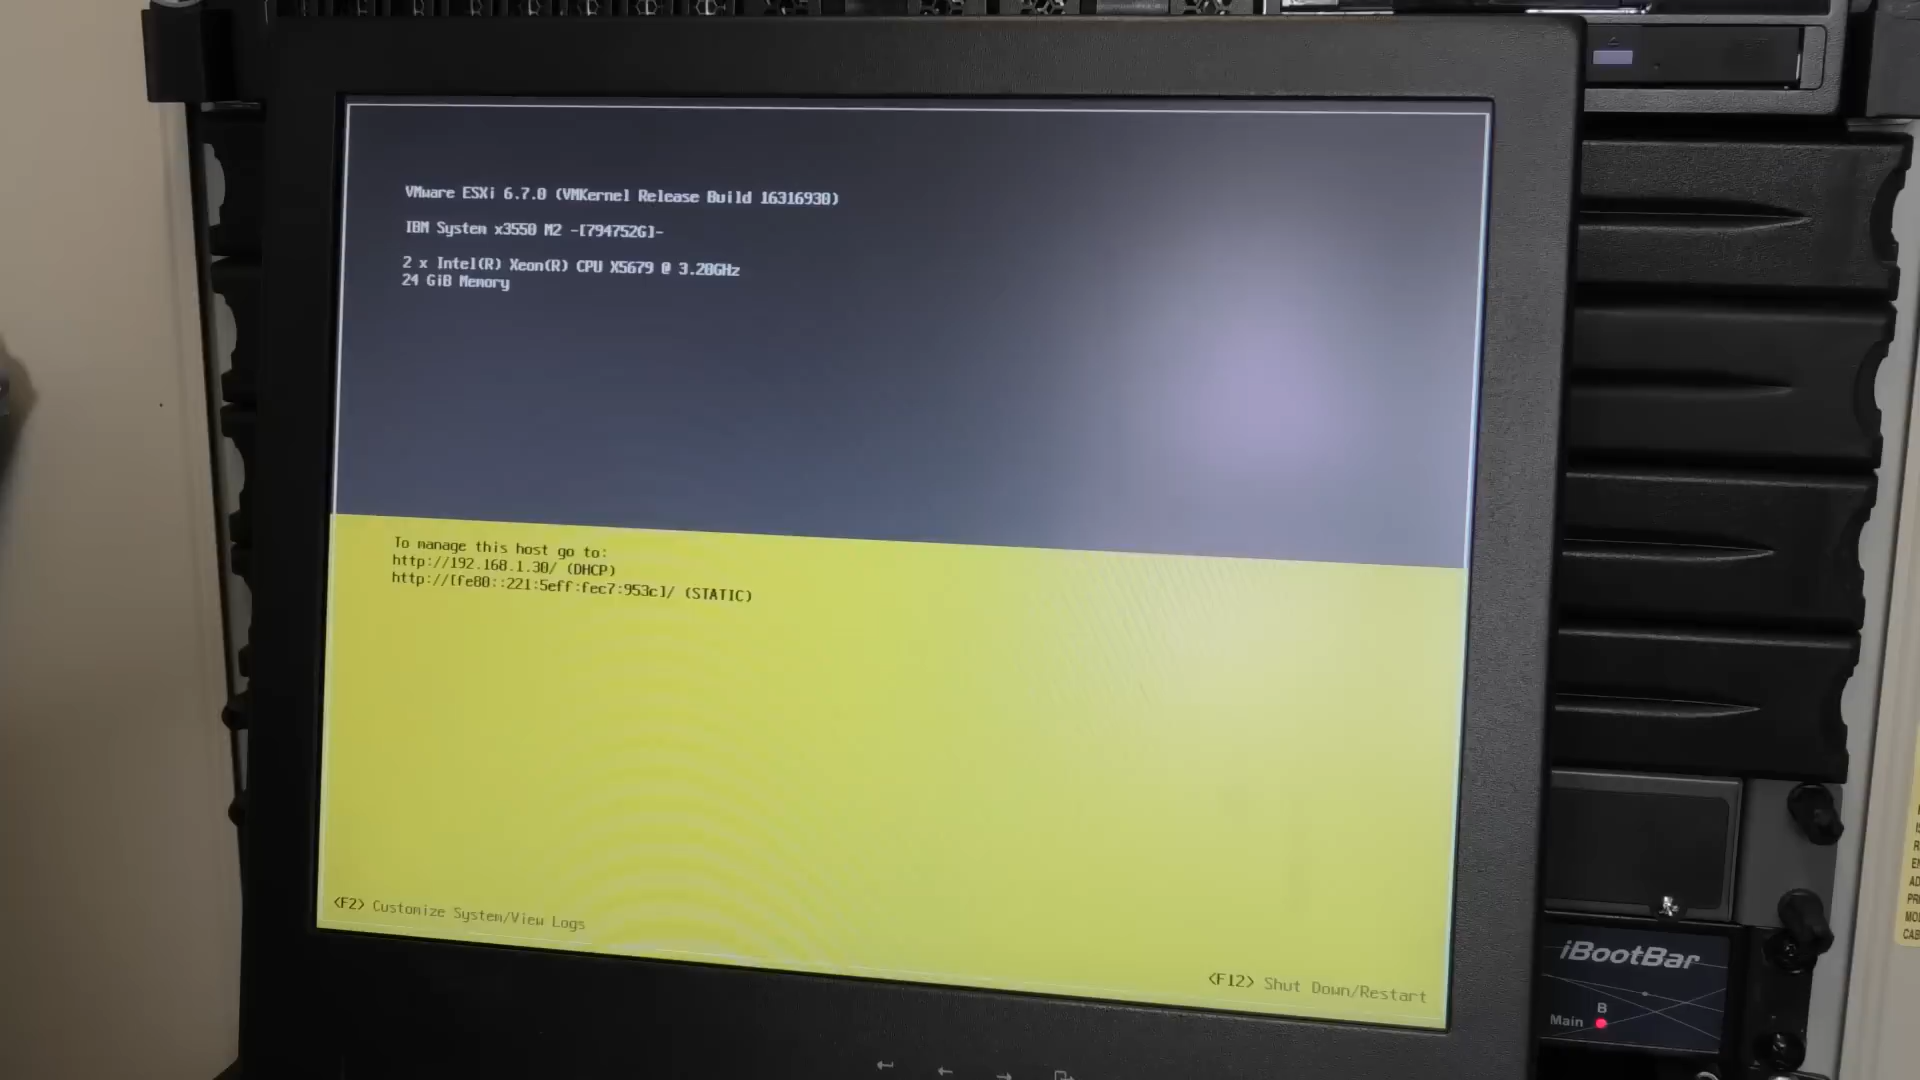 VMware ESXi 6.7.0 (VMKernel Release Build 16316930)
IBM System x3550 M2 -[794752G]-
2 x Intel(R) Xeon(R) CPU X5679 @ 3.20GHz
24 GiB Memory
To manage this host go to:
http://192.168.1.30/ (DHCP)
http://[fe80::221:5eff:fec7:953c]/ (STATIC)
<F2> Customize System/View Logs
<F12> Shut Down/Restart
iBootBar
B
Main